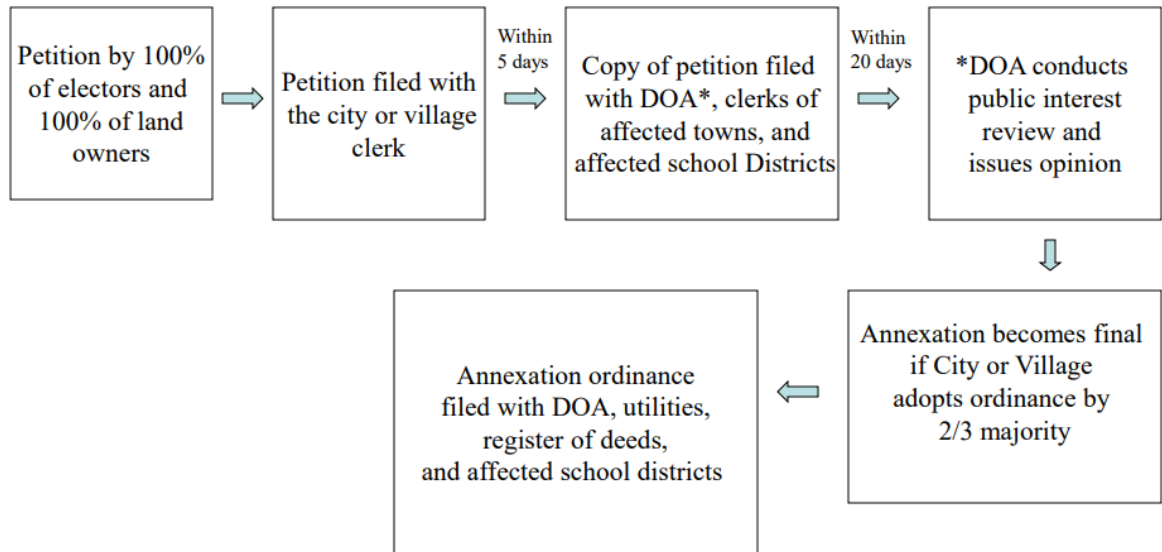 Petition by 100%
of electors and
100% of land
owners
Petition filed with
the city or village
clerk
Within
5 days
Copy of petition filed
with DOA*, clerks of
affected towns, and
affected school Districts
Within
20 days
*DOA conducts
public interest
review and
issues opinion
Annexation becomes final
if City or Village
adopts ordinance by
2/3 majority
Annexation ordinance
filed with DOA, utilities,
register of deeds,
and affected school districts